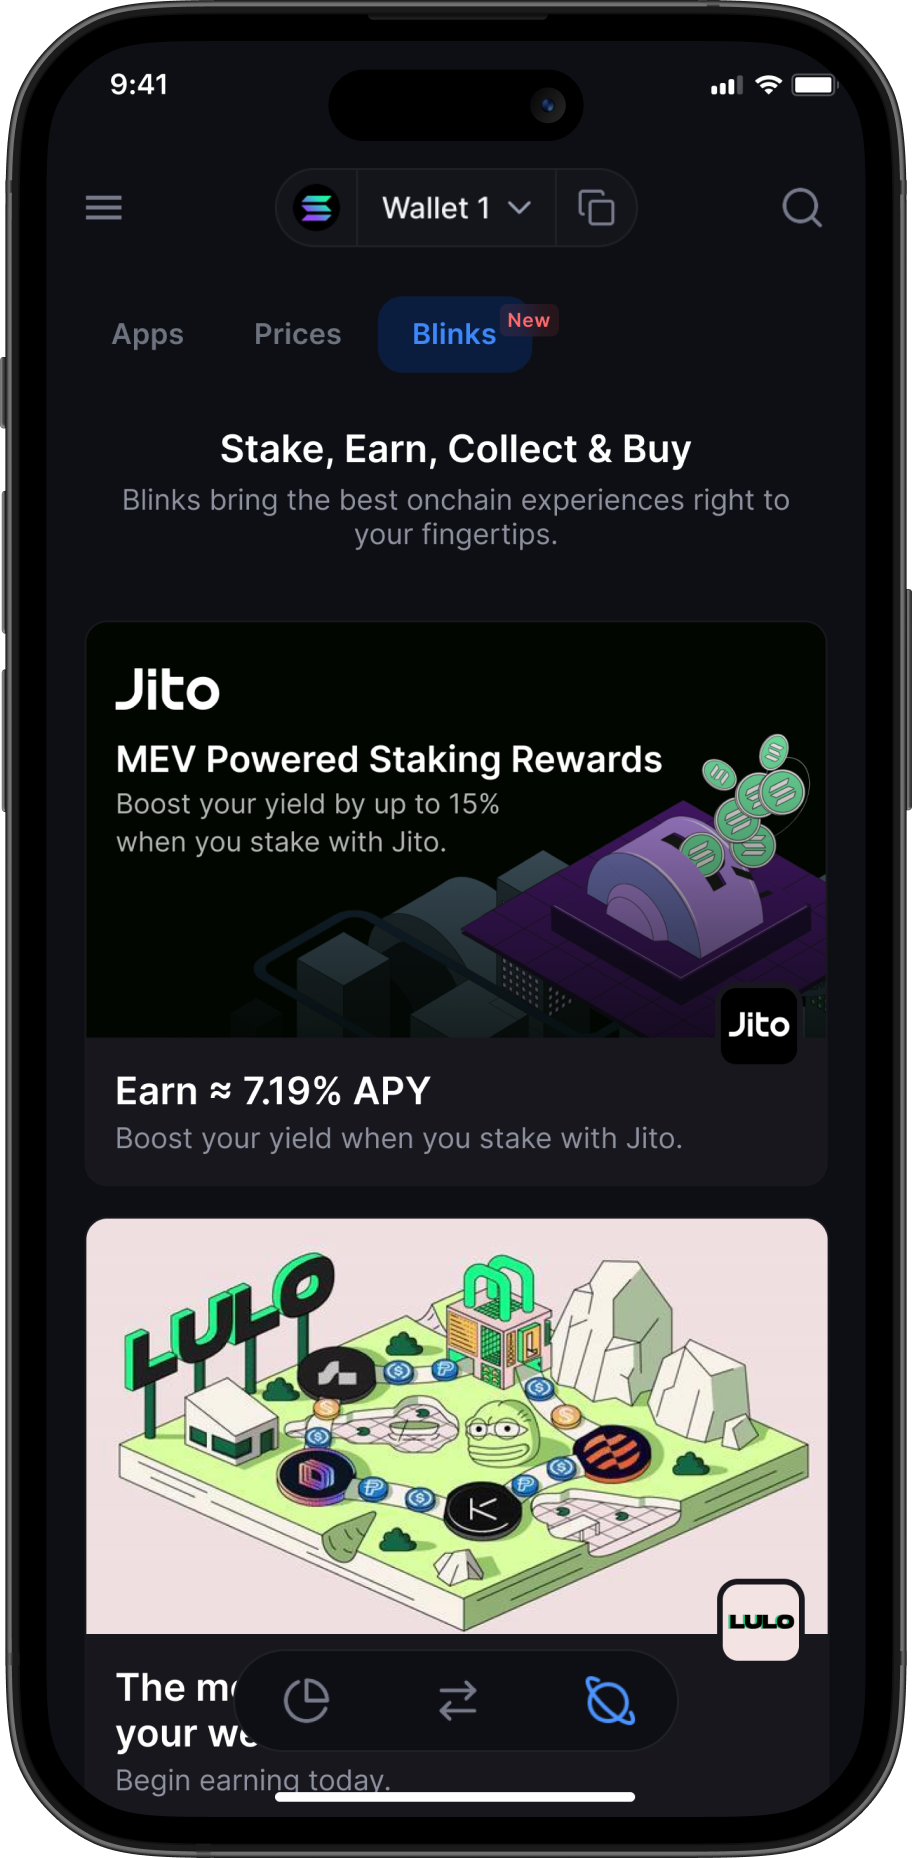 9:41
Wallet 1
Apps
Prices
Blinks
New
Stake, Earn, Collect & Buy
Blinks bring the best onchain experiences right to
your fingertips.
Jito
MEV Powered Staking Rewards
Boost your yield by up to 15%
when you stake with Jito.
Jito
Earn ≈ 7.19% APY
Boost your yield when you stake with Jito.
LULO
LULO
The
your
Begin earning today.